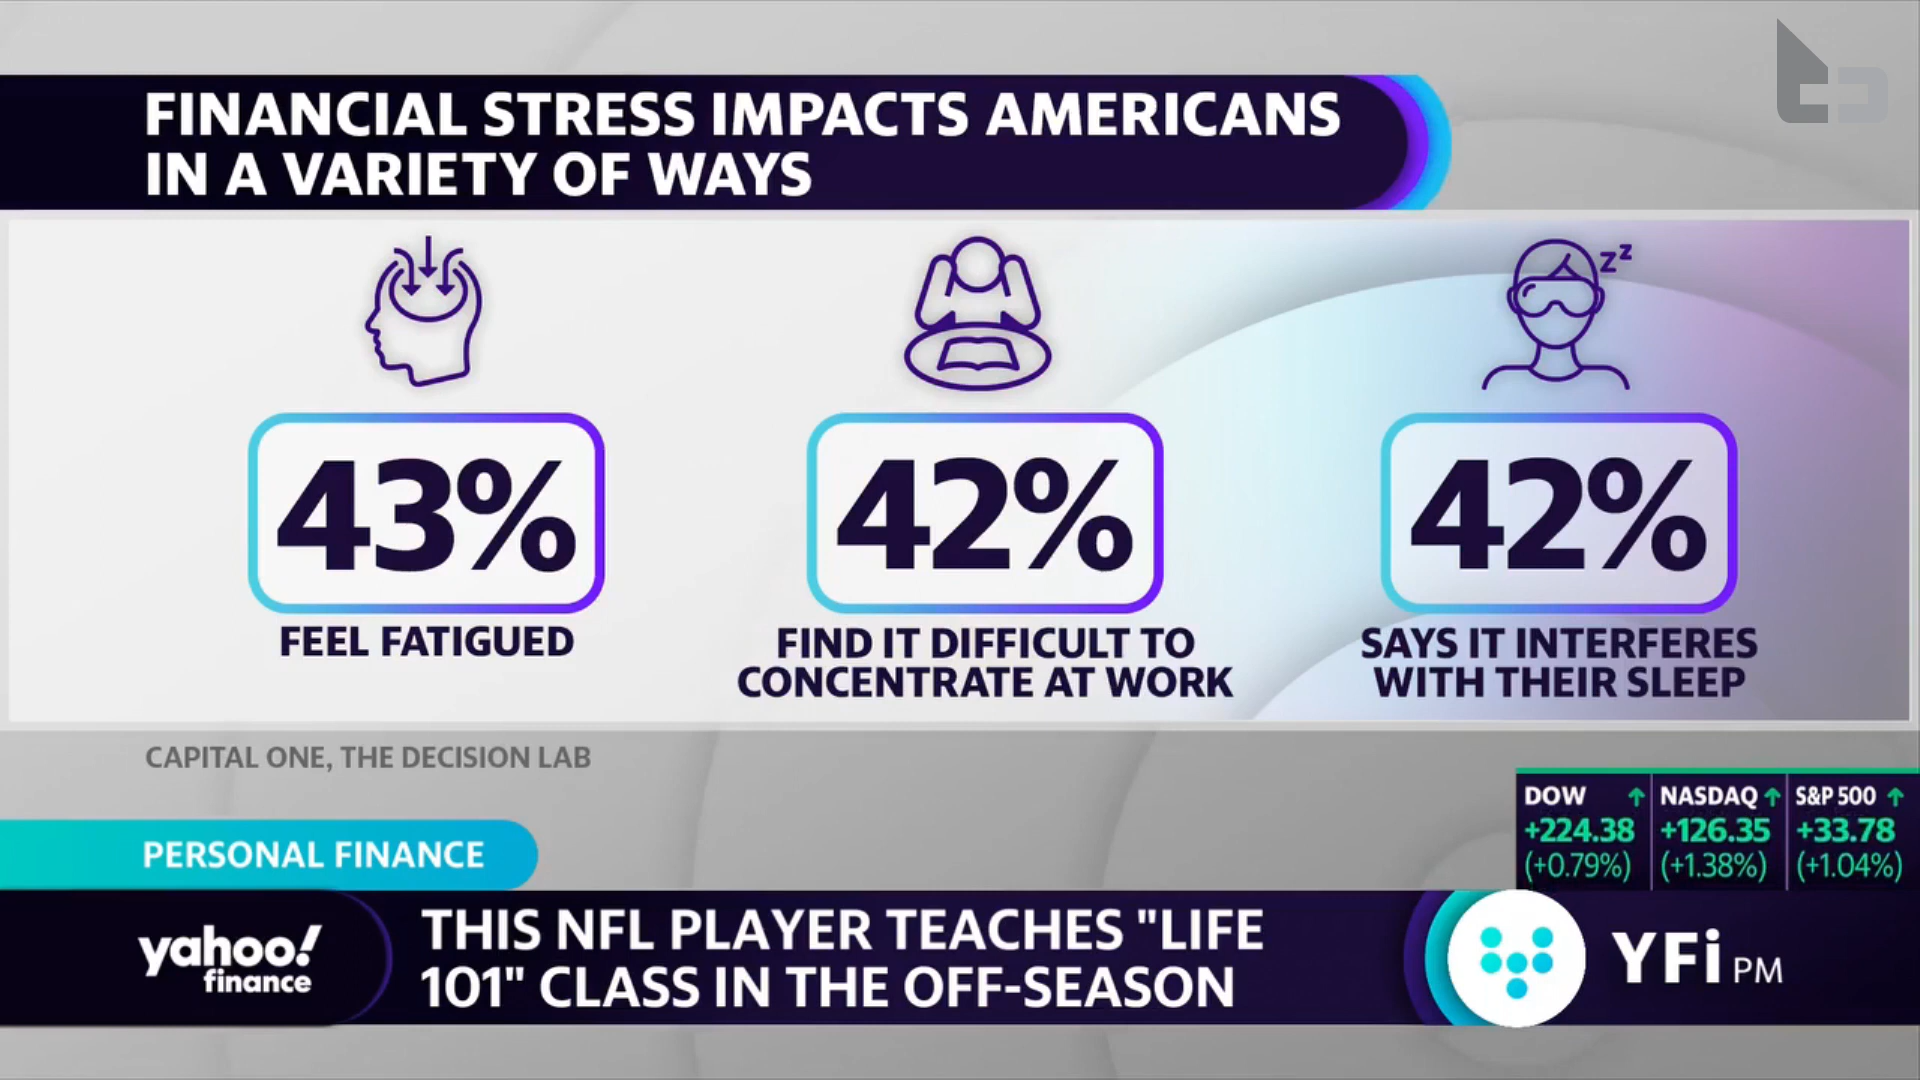 FINANCIAL STRESS IMPACTS AMERICANS
IN A VARIETY OF WAYS
zz
43%
FEEL FATIGUED
42%
FIND IT DIFFICULT TO
CONCENTRATE AT WORK
42%
SAYS IT INTERFERES
WITH THEIR SLEEP
CAPITAL ONE, THE DECISION LAB
DOW
+224.38
(+0.79%)
NASDAQ
+126.35
(+1.38%)
S&P 500
+33.78
(+1.04%)
PERSONAL FINANCE
yahoo!
finance
THIS NFL PLAYER TEACHES "LIFE
101" CLASS IN THE OFF-SEASON
YFi PM